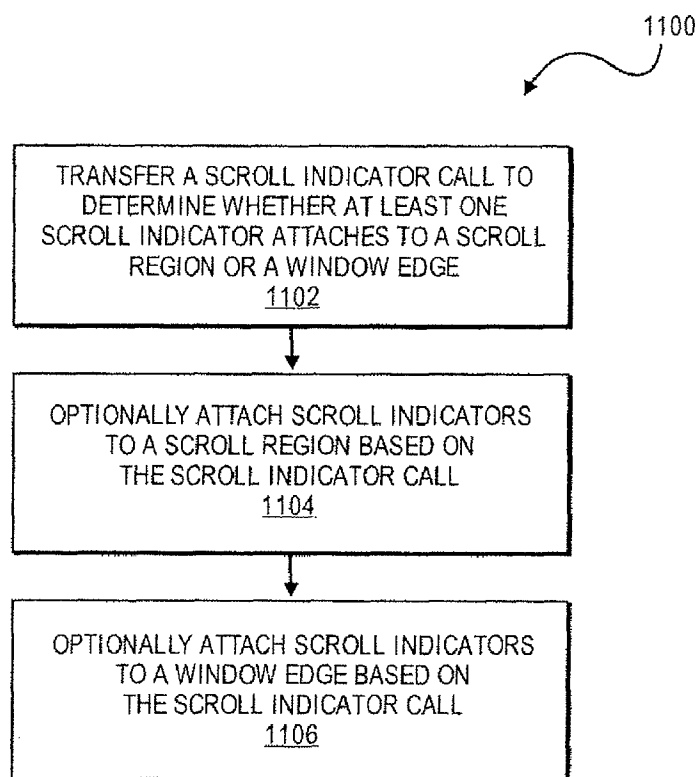 1100
TRANSFER A SCROLL INDICATOR CALL TO
DETERMINE WHETHER AT LEAST ONE
SCROLL INDICATOR ATTACHES TO A SCROLL
REGION OR A WINDOW EDGE
1102
OPTIONALLY ATTACH SCROLL INDICATORS
TO A SCROLL REGION BASED ON
THE SCROLL INDICATOR CALL
1104
OPTIONALLY ATTACH SCROLL INDICATORS
TO A WINDOW EDGE BASED ON
THE SCROLL INDICATOR CALL
1106